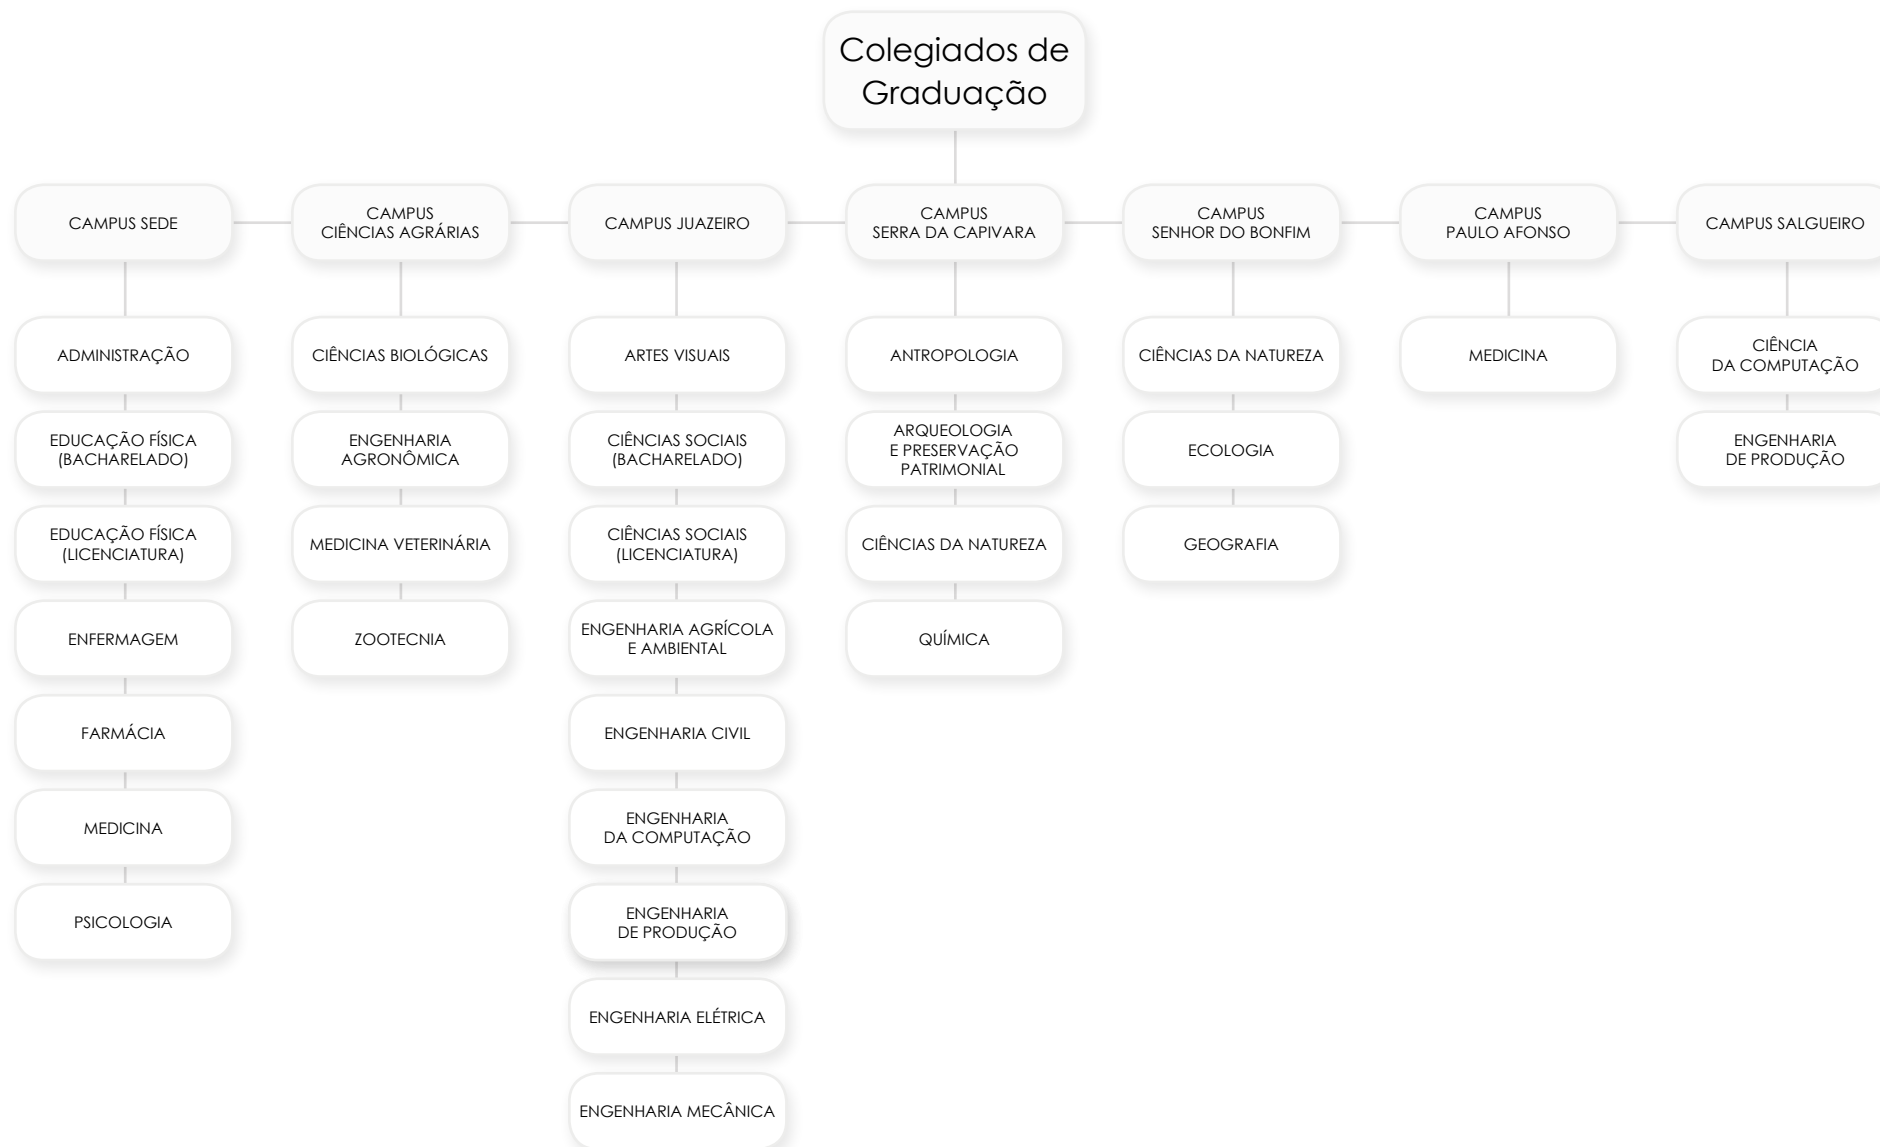 Colegiados de
Graduação
CAMPUS SEDE
CAMPUS
CIÊNCIAS AGRÁRIAS
CAMPUS JUAZEIRO
CAMPUS
SERRA DA CAPIVARA
CAMPUS
SENHOR DO BONFIM
CAMPUS
PAULO AFONSO
CAMPUS SALGUEIRO
ADMINISTRAÇÃO
EDUCAÇÃO FÍSICA
(BACHARELADO)
EDUCAÇÃO FÍSICA
(LICENCIATURA)
ENFERMAGEM
FARMÁCIA
MEDICINA
PSICOLOGIA
CIÊNCIAS BIOLÓGICAS
ENGENHARIA
AGRONÔMICA
MEDICINA VETERINÁRIA
ZOOTECNIA
ARTES VISUAIS
CIÊNCIAS SOCIAIS
(BACHARELADO)
CIÊNCIAS SOCIAIS
(LICENCIATURA)
ENGENHARIA AGRÍCOLA
E AMBIENTAL
ENGENHARIA CIVIL
ENGENHARIA
DA COMPUTAÇÃO
ENGENHARIA
DE PRODUÇÃO
ENGENHARIA ELÉTRICA
ENGENHARIA MECÂNICA
ANTROPOLOGIA
ARQUEOLOGIA
E PRESERVAÇÃO
PATRIMONIAL
CIÊNCIAS DA NATUREZA
QUÍMICA
CIÊNCIAS DA NATUREZA
ECOLOGIA
GEOGRAFIA
MEDICINA
CIÊNCIA
DA COMPUTAÇÃO
ENGENHARIA
DE PRODUÇÃO